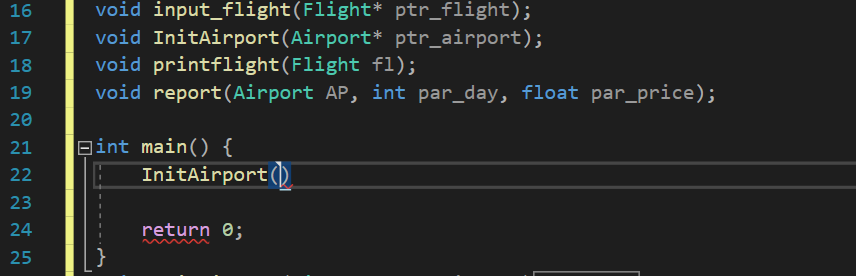 16 void input_flight(Flight* ptr_flight);
17 void InitAirport(Airport* ptr_airport);
18 void printflight(Flight fl);
19 void report(Airport AP, int par_day, float par_price);
20
21 int main() {
22 InitAirport()
23
24 return 0;
25 }